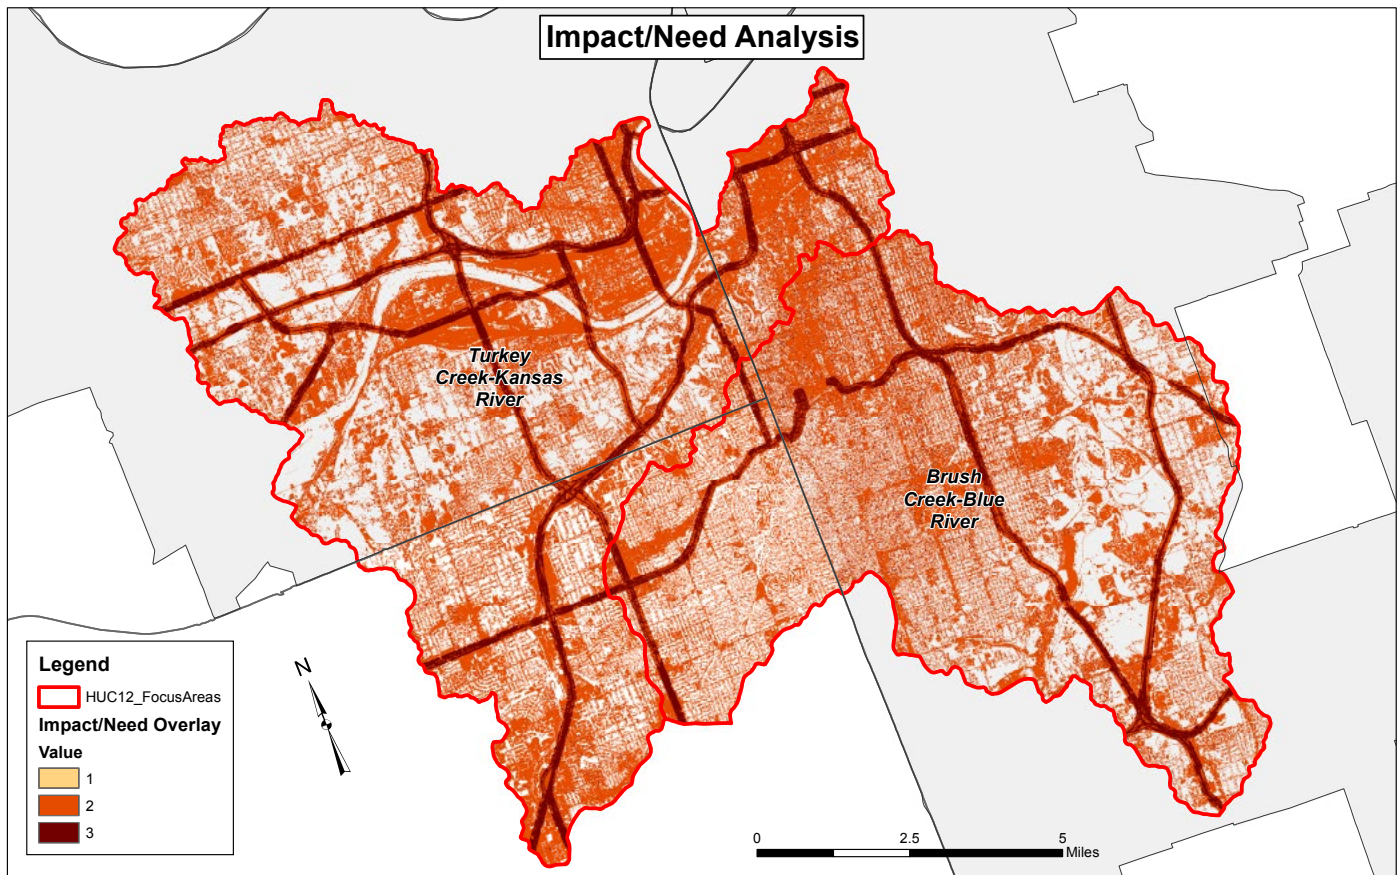 Impact/Need Analysis
Turkey
Creek-Kansas
River
Brush
Creek-Blue
River
Legend
HUC12_FocusAreas
Impact/Need Overlay
Value
1
2
3
N
0
2.5
5
Miles